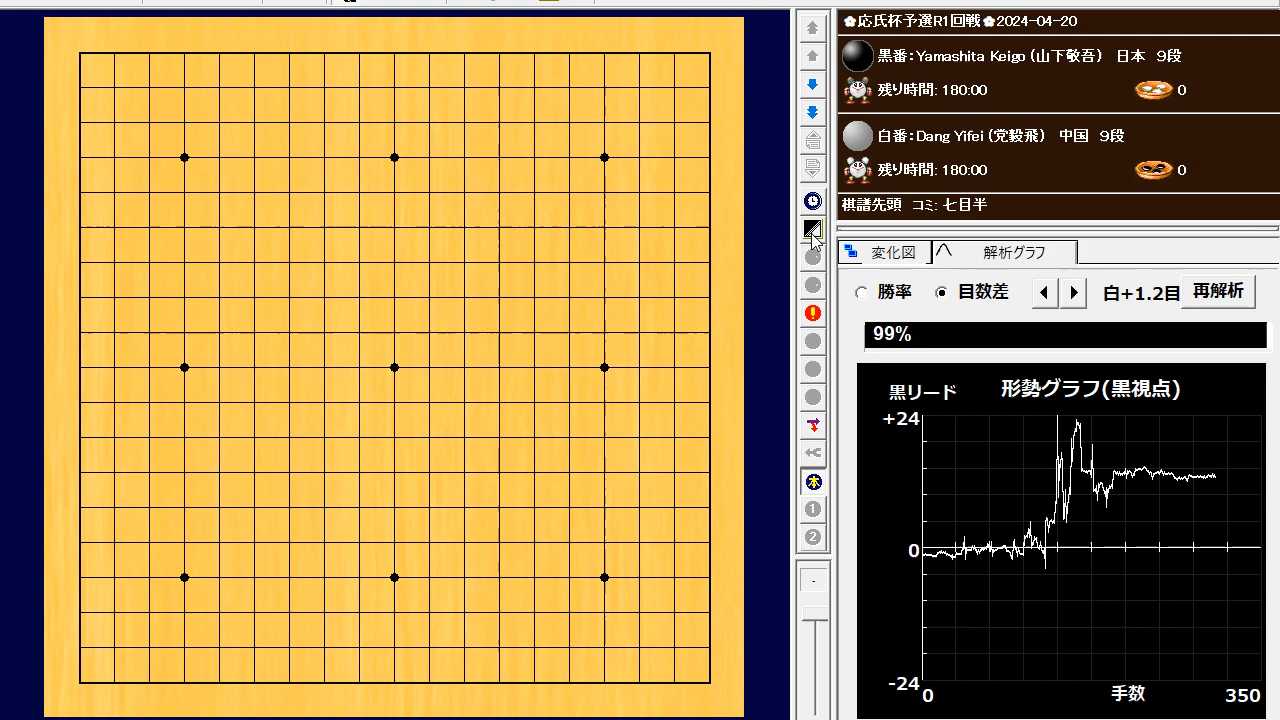 ✿応氏杯予選R1回戦✿2024-04-20
黒番：Yamashita Keigo (山下敬吾) 日本 9段
残り時間: 180:00 0
白番：Dang Yifei (党毅飛) 中国 9段
残り時間: 180:00 0
棋譜先頭 コミ: 七目半
変化図 解析グラフ
勝率 目数差 白+1.2目 再解析
99%
黒リード 形勢グラフ(黒視点)
+24
0
-24
0 手数 350
1
2
-